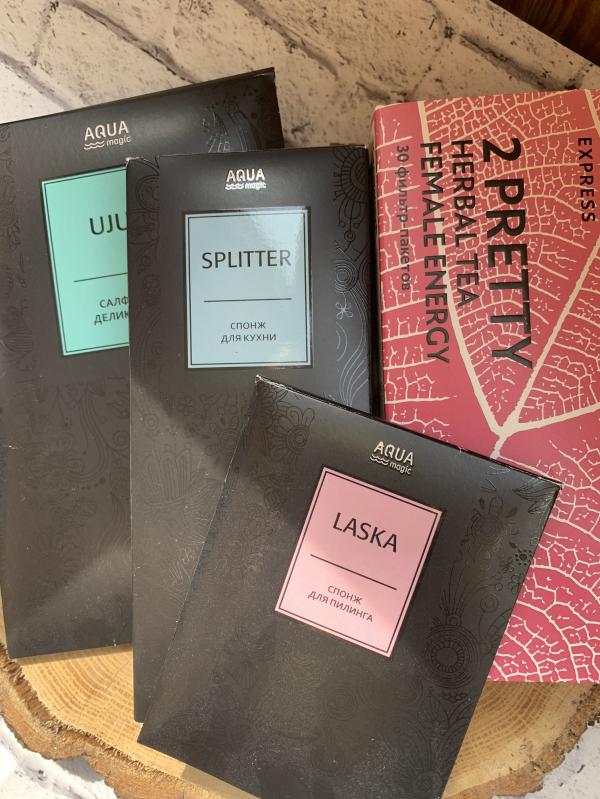 AQUA
magic
UJU
САЛФ
ДЕЛИК
AQUA
magic
SPLITTER
СПОНЖ
ДЛЯ КУХНИ
AQUA
magic
LASKA
СПОНЖ
ДЛЯ ПИЛИНГА
EXPRESS
2 PRETTY
HERBAL TEA
FEMALE ENERGY
30 фильтр-пакетов